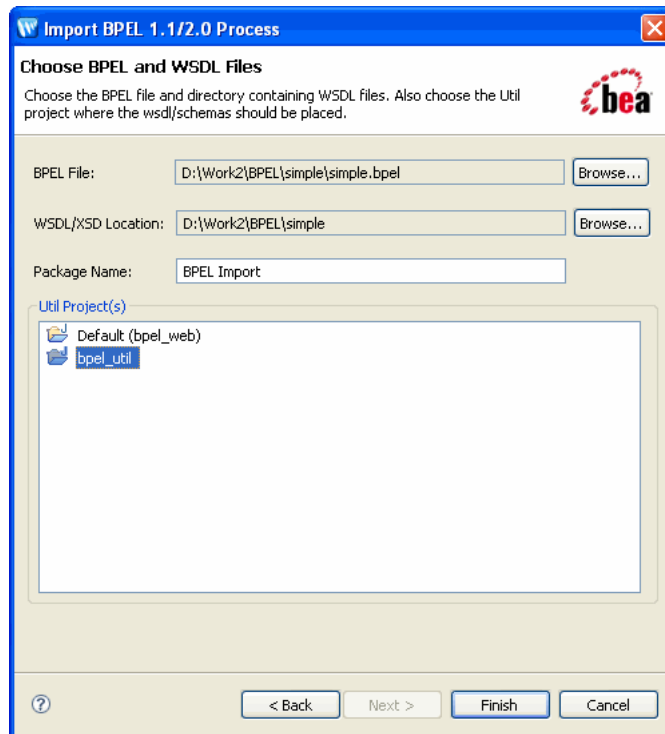 Import BPEL 1.1/2.0 Process
Choose BPEL and WSDL Files
Choose the BPEL file and directory containing WSDL files. Also choose the Util
project where the wsdl/schemas should be placed.
bea
BPEL File: D:\Work2\BPEL\simple\simple.bpel Browse...
WSDL/XSD Location: D:\Work2\BPEL\simple Browse...
Package Name: BPEL Import
Util Project(s)
Default (bpel_web)
bpel_util
? < Back Next > Finish Cancel